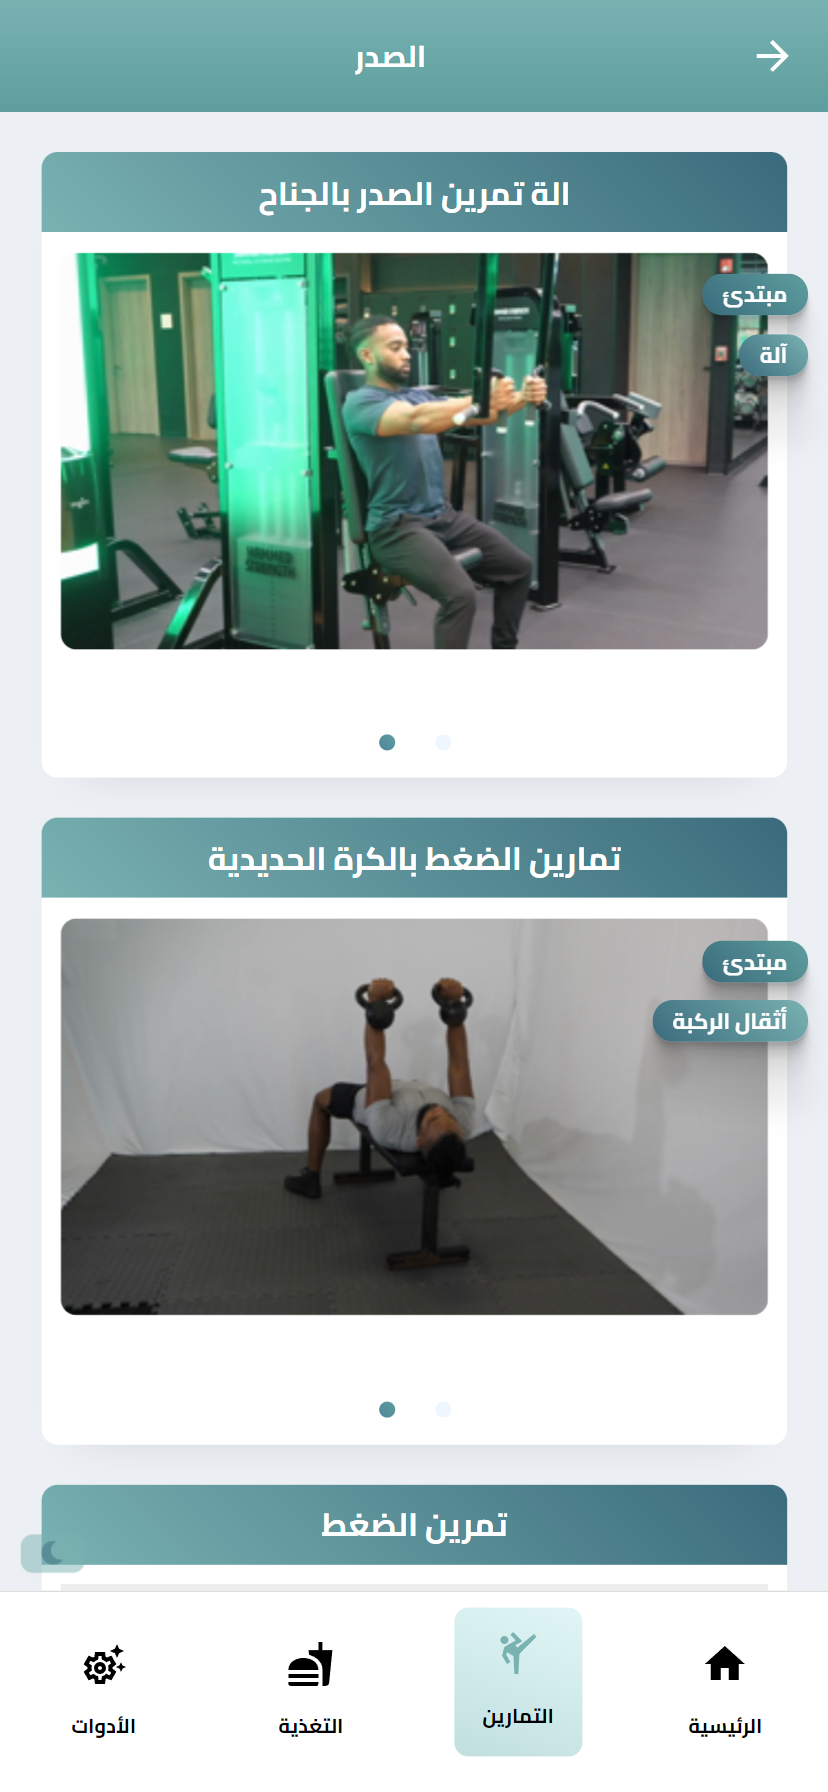 الصدر
الة تمرين الصدر بالجناح
مبتدئ
آلة
HAMMER
STRENGTH
تمارين الضغط بالكرة الحديدية
مبتدئ
أثقال الركبة
تمرين الضغط
الرئيسية
التمارين
التغذية
الأدوات